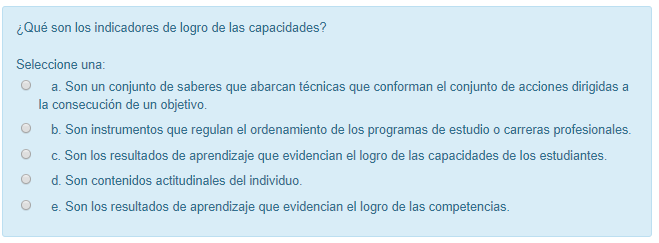 ¿Qué son los indicadores de logro de las capacidades?
Seleccione una:
a. Son un conjunto de saberes que abarcan técnicas que conforman el conjunto de acciones dirigidas a
la consecución de un objetivo.
b. Son instrumentos que regulan el ordenamiento de los programas de estudio o carreras profesionales.
c. Son los resultados de aprendizaje que evidencian el logro de las capacidades de los estudiantes.
d. Son contenidos actitudinales del individuo.
e. Son los resultados de aprendizaje que evidencian el logro de las competencias.